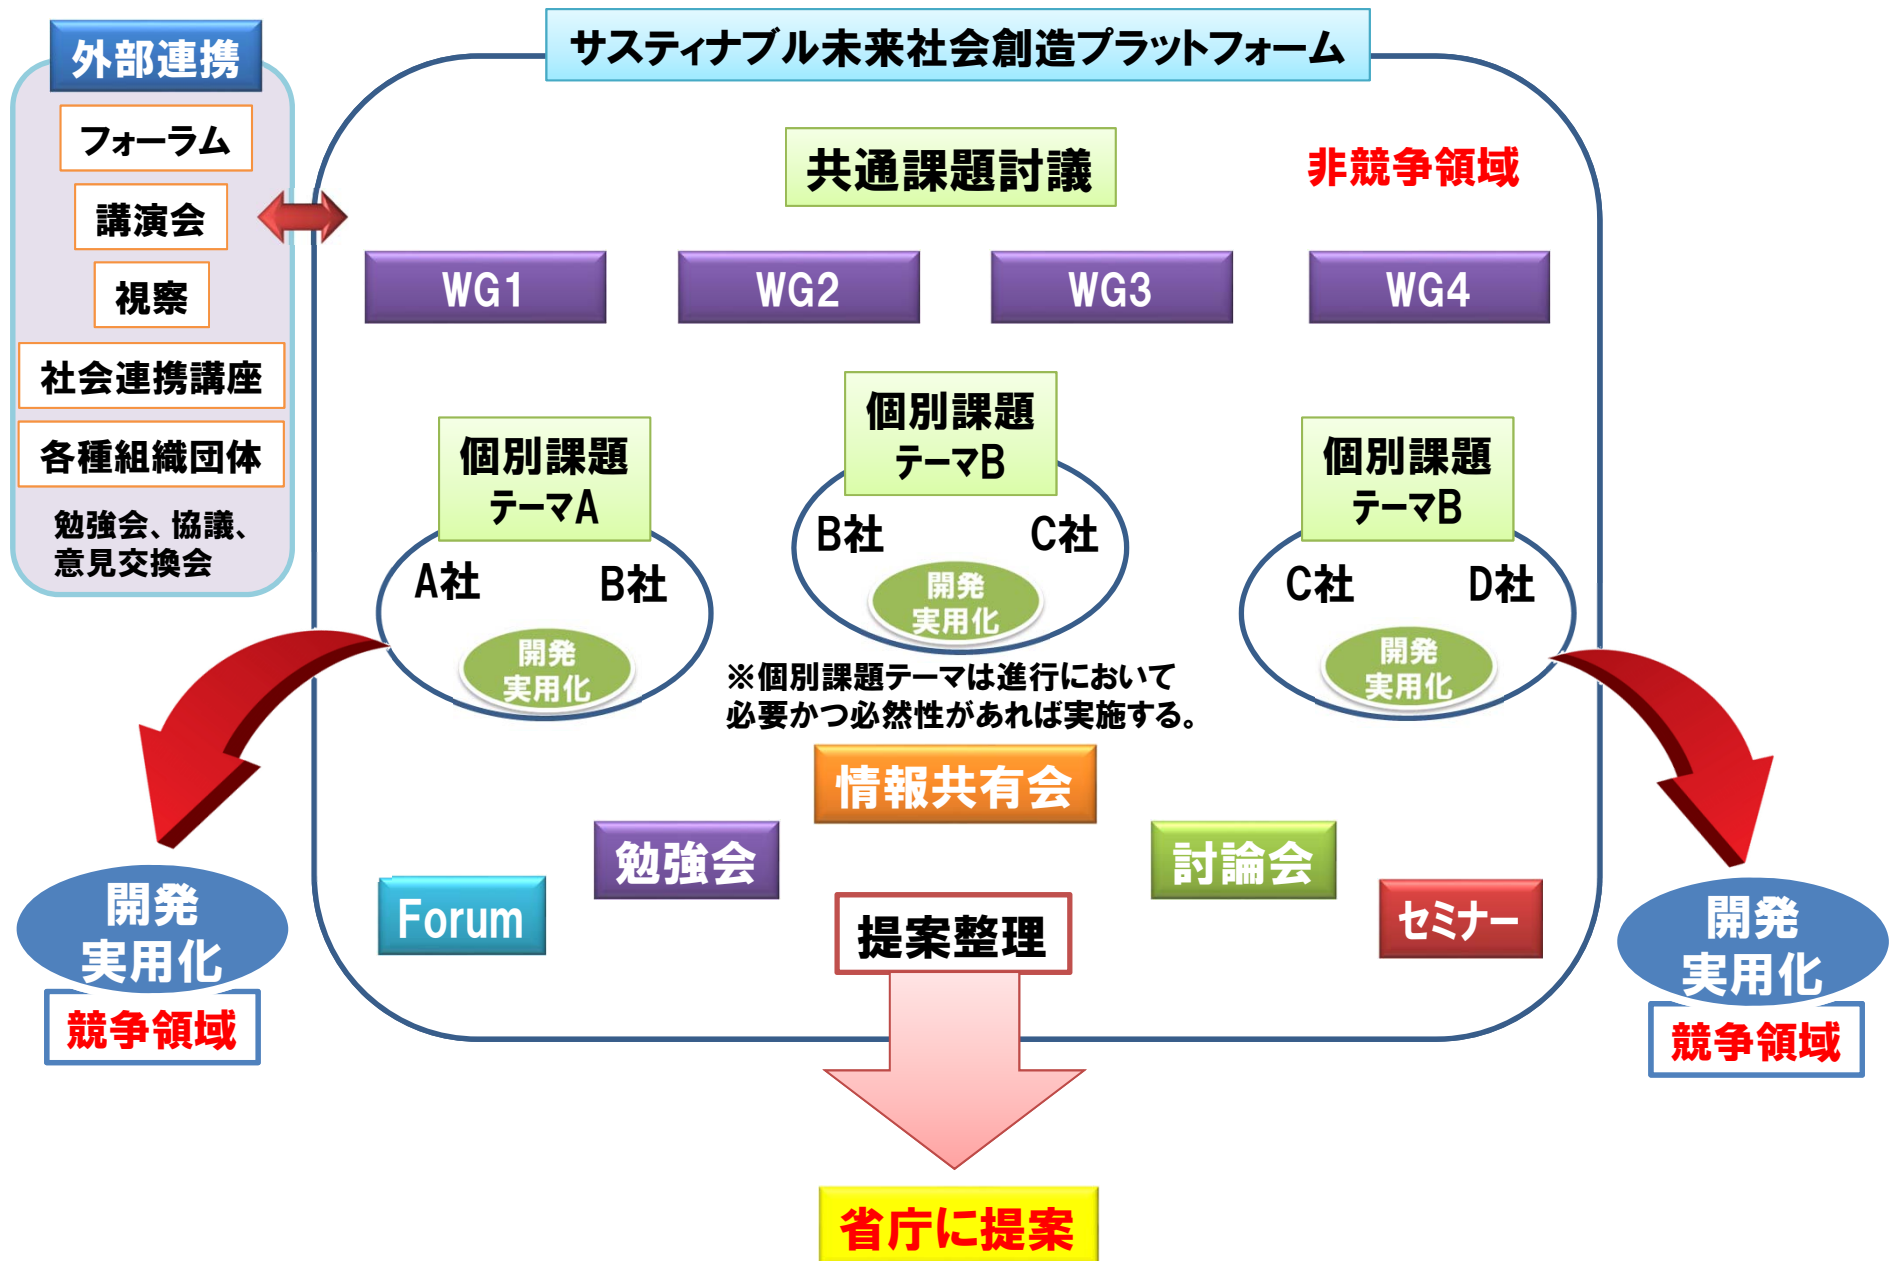 外部連携
フォーラム
講演会
視察
社会連携講座
各種組織団体
勉強会、協議、
意見交換会
サスティナブル未来社会創造プラットフォーム
共通課題討議
非競争領域
WG1
WG2
WG3
WG4
個別課題
テーマA
A社
B社
開発
実用化
個別課題
テーマB
B社
C社
開発
実用化
個別課題
テーマB
C社
D社
開発
実用化
※個別課題テーマは進行において
必要かつ必然性があれば実施する。
情報共有会
勉強会
討論会
Forum
提案整理
セミナー
開発
実用化
競争領域
開発
実用化
競争領域
省庁に提案